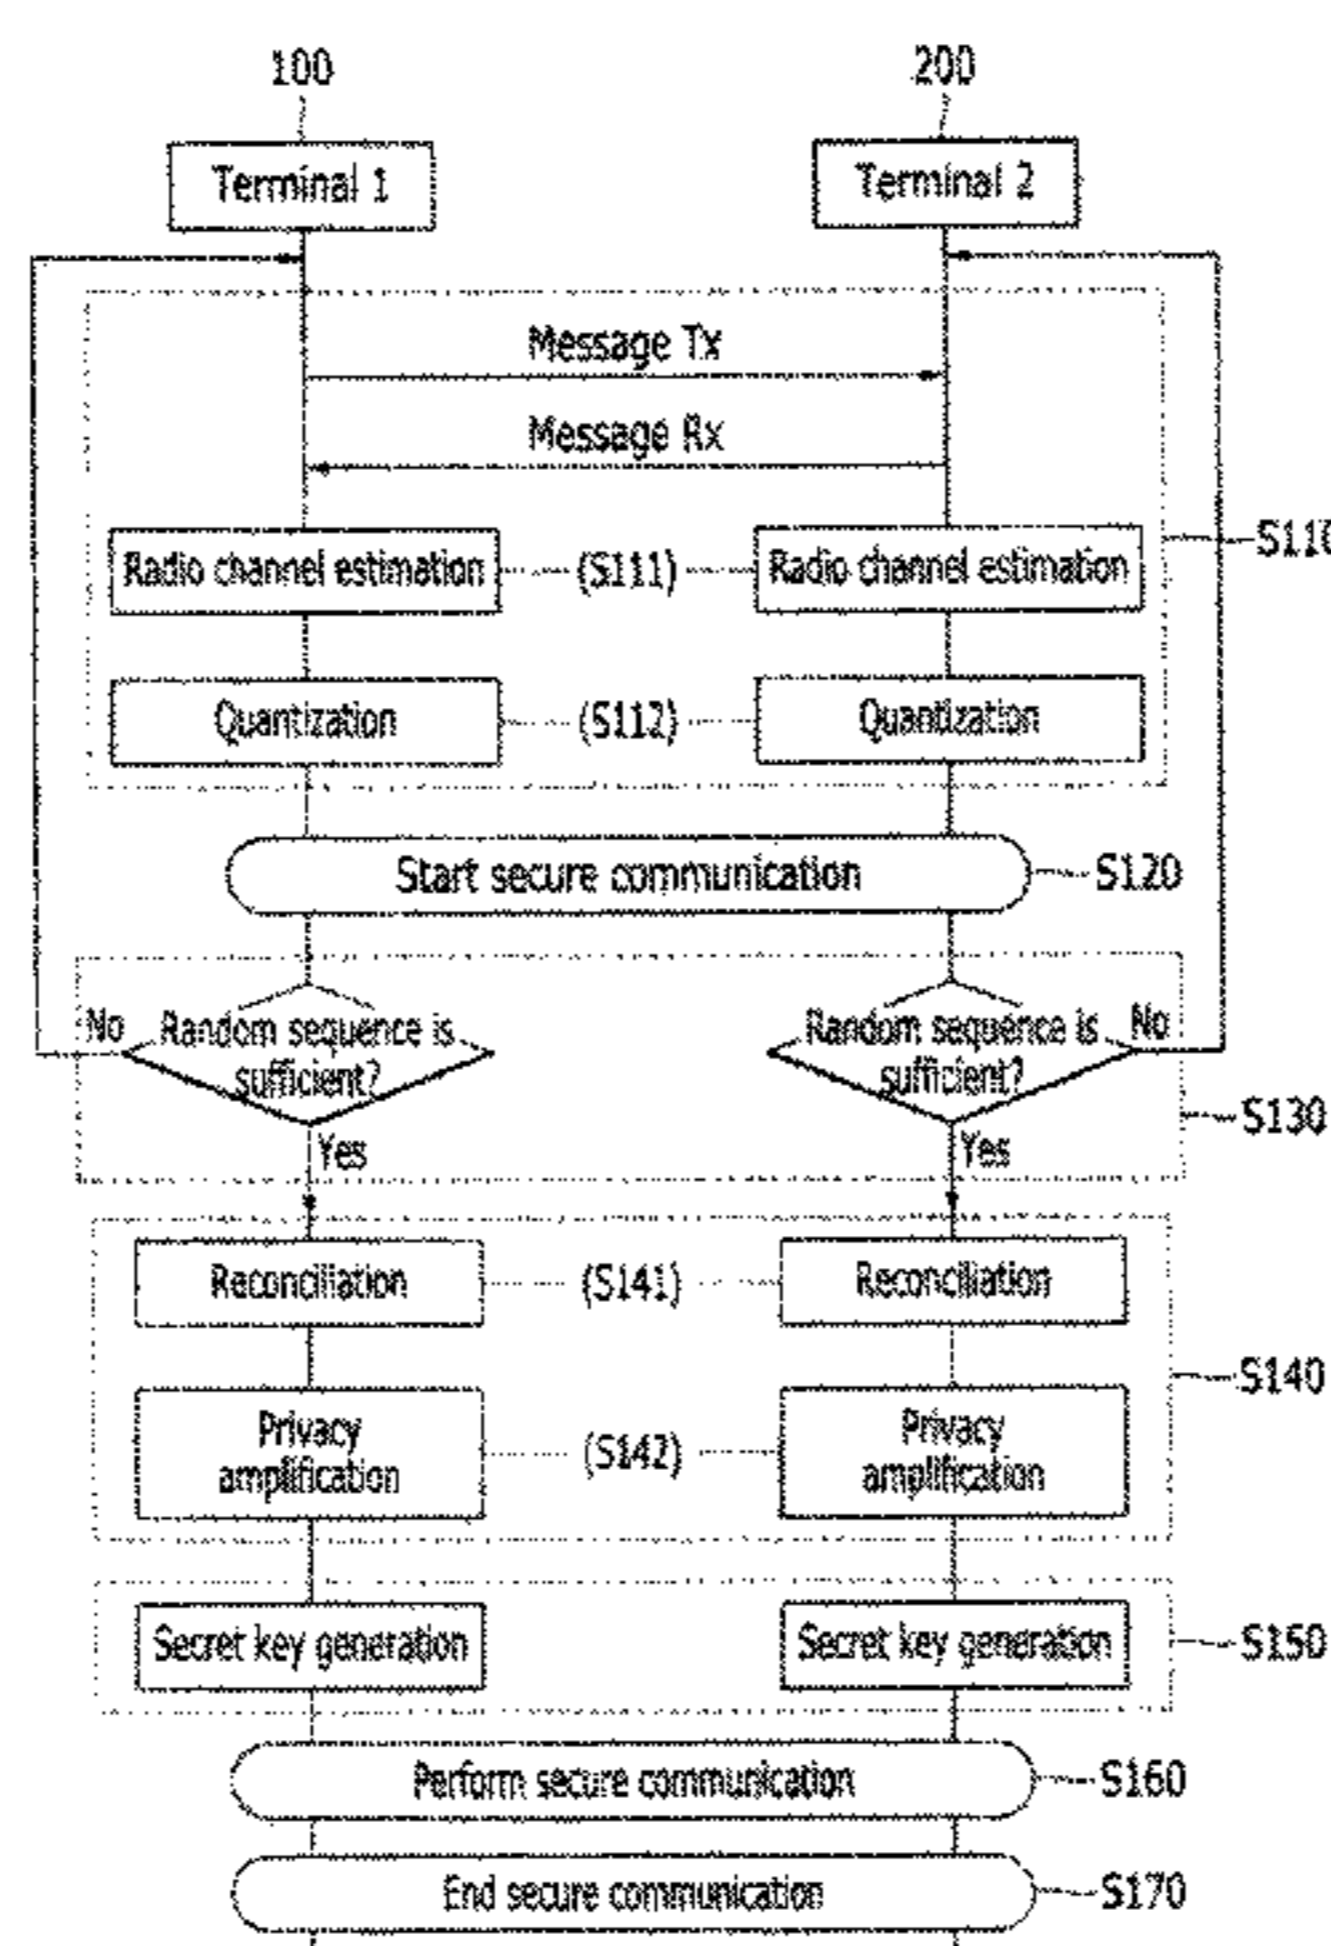 100
200
Terminal 1
Terminal 2
Message Tx
Message Rx
S110
Radio channel estimation
(S111)
Radio channel estimation
Quantization
(S112)
Quantization
Start secure communication
S120
No
Random sequence is
sufficient?
Yes
Random sequence is
sufficient?
No
Yes
S130
Reconciliation
(S141)
Reconciliation
S140
Privacy
amplification
(S142)
Privacy
amplification
Secret key generation
Secret key generation
S150
Perform secure communication
S160
End secure communication
S170